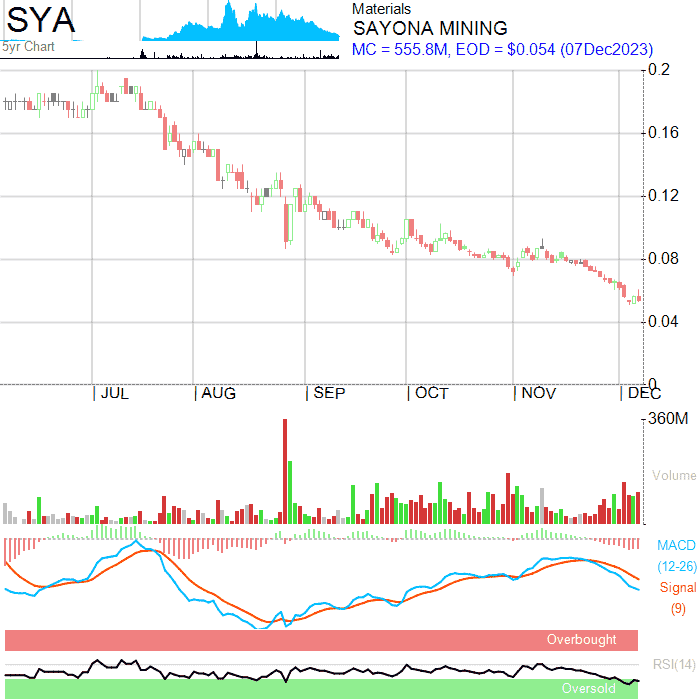 SYA
5yr Chart
Materials
SAYONA MINING
MC = 555.8M, EOD = $0.054 (07Dec2023)
0.2
0.16
0.12
0.08
0.04
0
JUL AUG SEP OCT NOV DEC
360M
Volume
MACD
(12-26)
Signal
(9)
Overbought
RSI(14)
Oversold